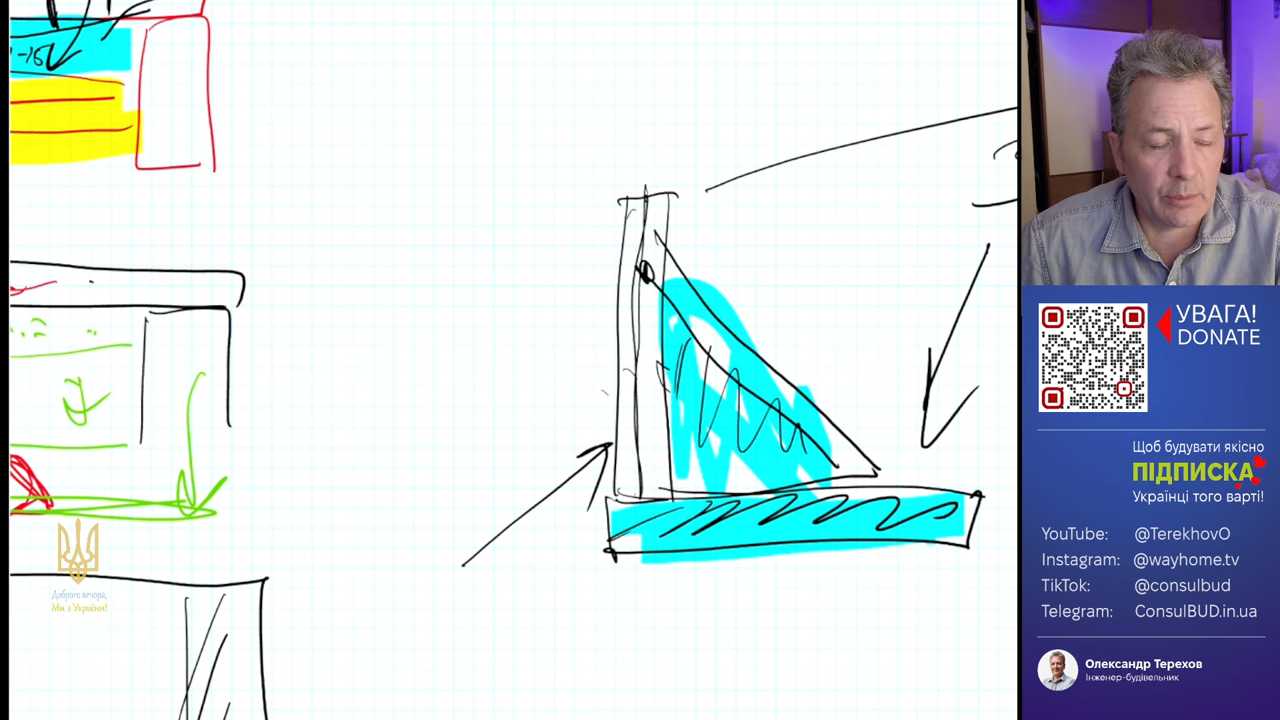 -15
УВАГА!
DONATE
Щоб будувати якісно
ПІДПИСКА
Українці того варті!
YouTube: @TerekhovO
Instagram: @wayhome.tv
TikTok: @consulbud
Telegram: ConsulBUD.in.ua
Олександр Терехов
Інженер-будівельник
Доброго вечора,
Ми з України!